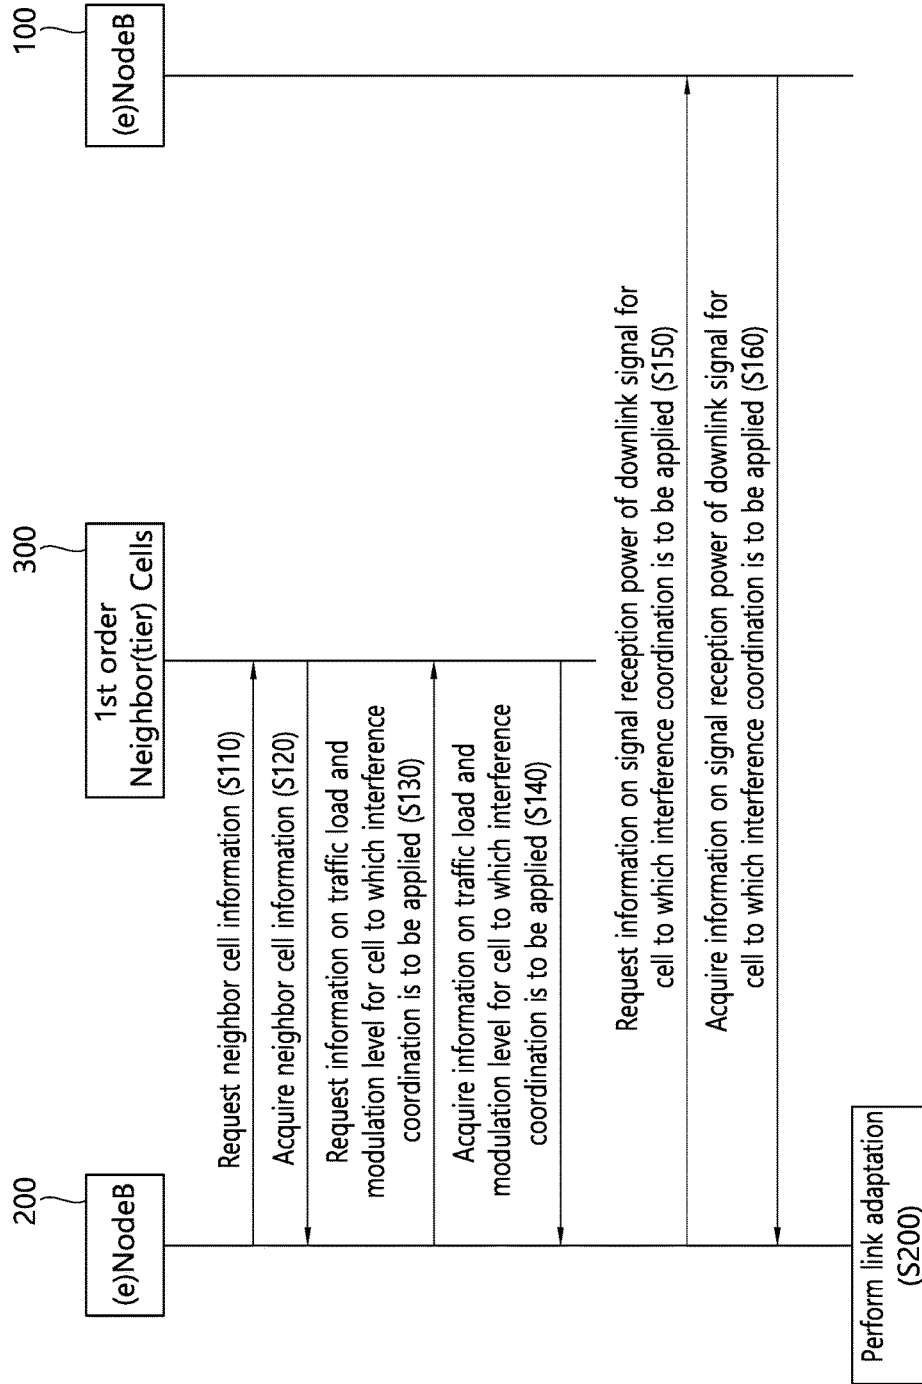 200
(e)NodeB
300
1st order
Neighbor(tier) Cells
100
(e)NodeB
Request neighbor cell information (S110)
Acquire neighbor cell information (S120)
Request information on traffic load and
modulation level for cell to which interference
coordination is to be applied (S130)
Acquire information on traffic load and
modulation level for cell to which interference
coordination is to be applied (S140)
Request information on signal reception power of downlink signal for
cell to which interference coordination is to be applied (S150)
Acquire information on signal reception power of downlink signal for
cell to which interference coordination is to be applied (S160)
Perform link adaptation
(S200)